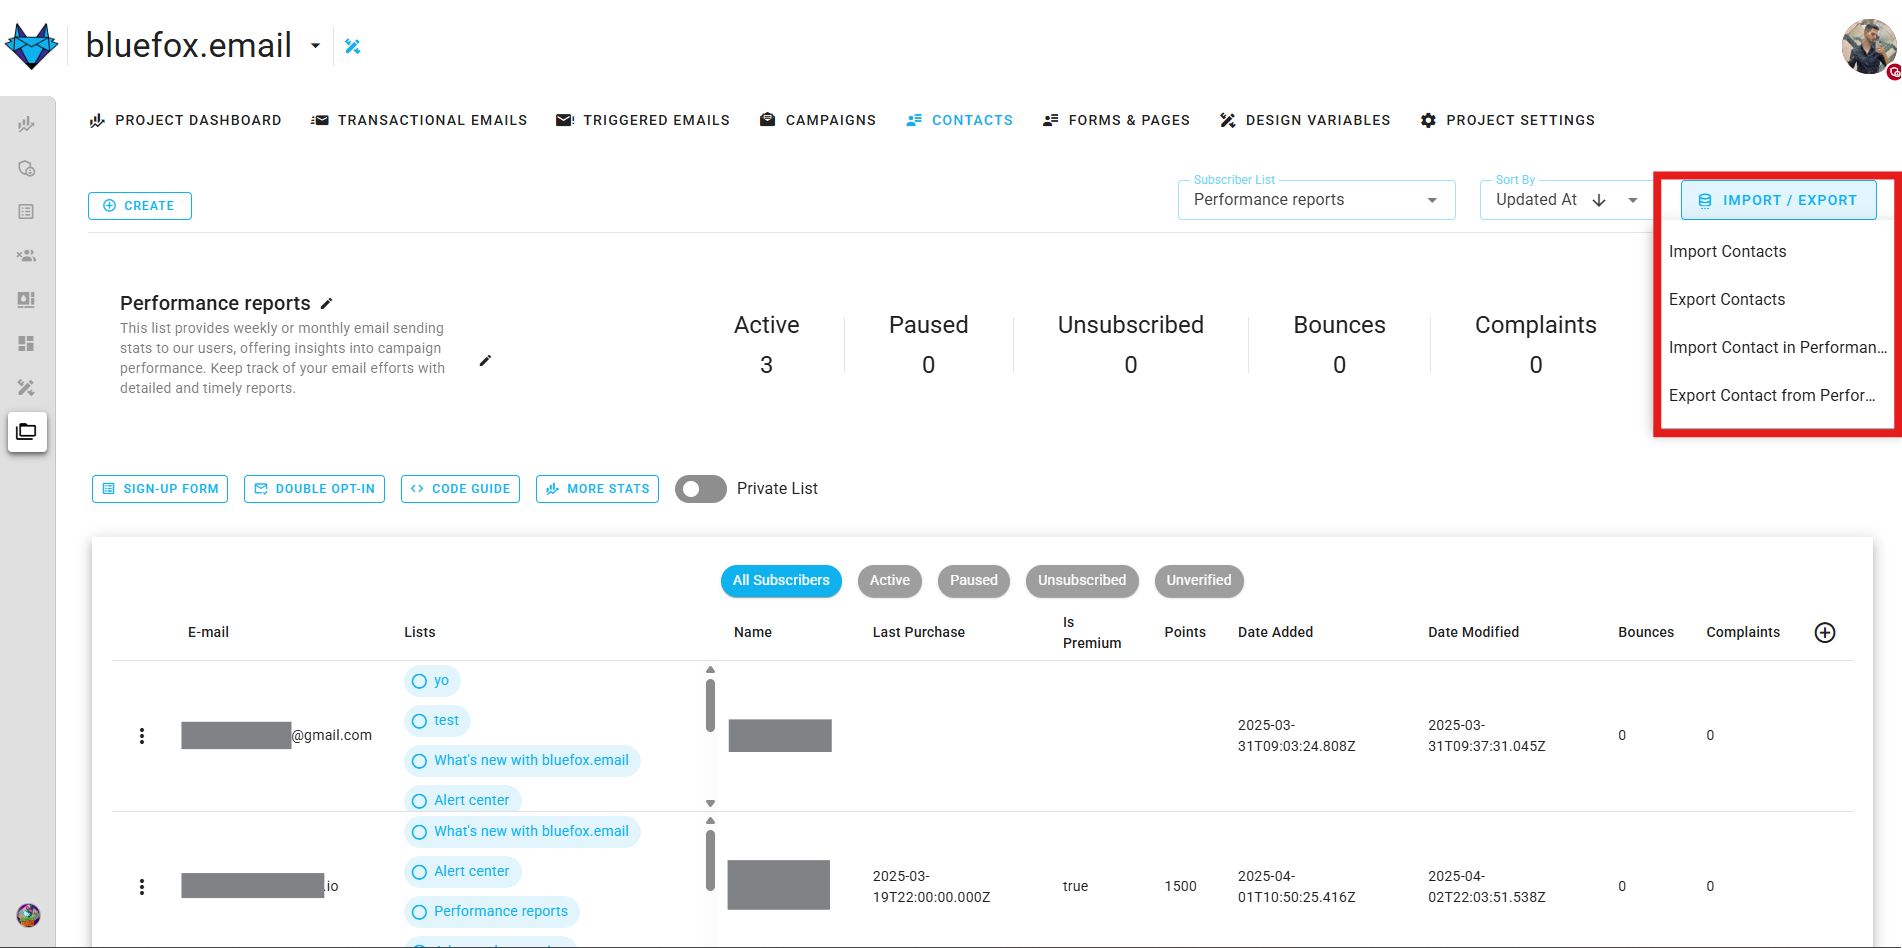 bluefox.email
PROJECT DASHBOARD
TRANSACTIONAL EMAILS
TRIGGERED EMAILS
CAMPAIGNS
CONTACTS
FORMS & PAGES
DESIGN VARIABLES
PROJECT SETTINGS
CREATE
Subscriber List
Performance reports
Sort By
Updated At
IMPORT / EXPORT
Import Contacts
Export Contacts
Import Contact in Performan...
Export Contact from Perfor...
Performance reports
This list provides weekly or monthly email sending
stats to our users, offering insights into campaign
performance. Keep track of your email efforts with
detailed and timely reports.
Active
3
Paused
0
Unsubscribed
0
Bounces
0
Complaints
0
SIGN-UP FORM
DOUBLE OPT-IN
CODE GUIDE
MORE STATS
Private List
All Subscribers
Active
Paused
Unsubscribed
Unverified
E-mail
Lists
Name
Last Purchase
Is
Premium
Points
Date Added
Date Modified
Bounces
Complaints
@gmail.com
yo
test
What's new with bluefox.email
Alert center
2025-03-
31T09:03:24.808Z
2025-03-
31T09:37:31.045Z
0
0
.io
What's new with bluefox.email
Alert center
Performance reports
2025-03-
19T22:00:00.000Z
true
1500
2025-04-
01T10:50:25.416Z
2025-04-
02T22:03:51.538Z
0
0